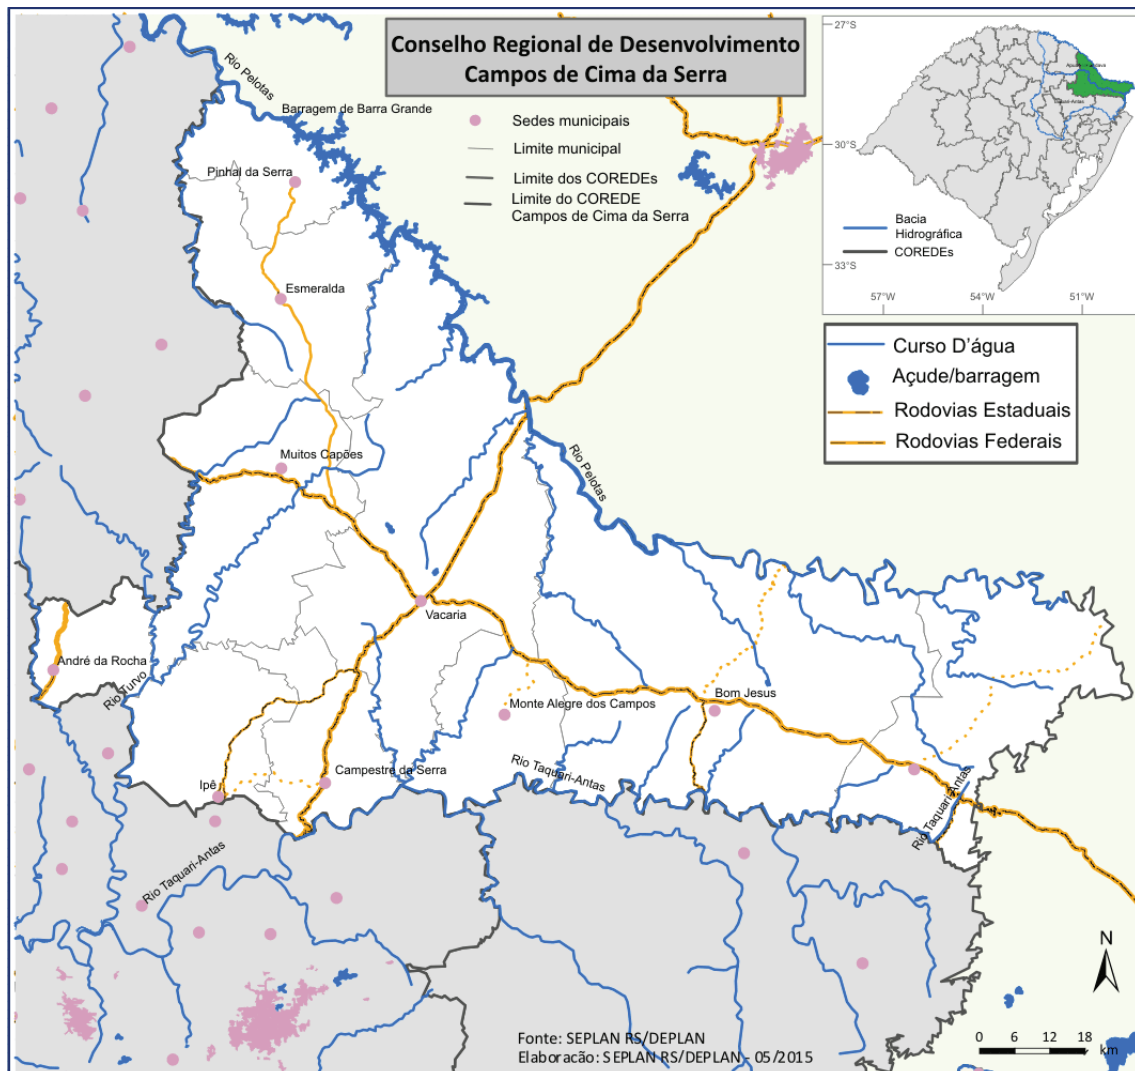 Conselho Regional de Desenvolvimento
Campos de Cima da Serra
Sedes municipais
Limite municipal
Limite dos COREDEs
Limite do COREDE
Campos de Cima da Serra
27°S
30°S
33°S
57°W
54°W
51°W
Bacia
Hidrográfica
COREDEs
Curso D'água
Açude/barragem
Rodovias Estaduais
Rodovias Federais
Rio Pelotas
Barragem de Barra Grande
Pinhal da Serra
Esmeralda
Muitos Capões
Rio Pelotas
Vacaria
André da Rocha
Rio Turvo
Monte Alegre dos Campos
Bom Jesus
Ipê
Campestre da Serra
Rio Taquari-Antas
Rio Taquari-Antas
Rio Taquari-Antas
N
0 6 12 18
km
Fonte: SEPLAN RS/DEPLAN
Elaboracão: SEPLAN RS/DEPLAN - 05/2015